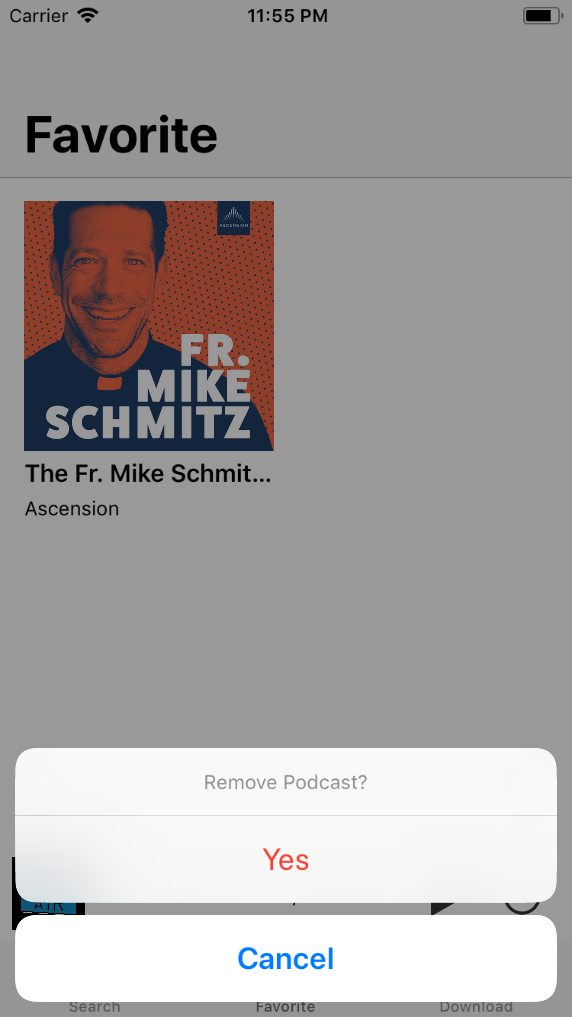 Carrier
11:55 PM
Favorite
ASCENSION
FR.
MIKE
SCHMITZ
The Fr. Mike Schmit...
Ascension
Remove Podcast?
Yes
AIR
Cancel
Search
Favorite
Download